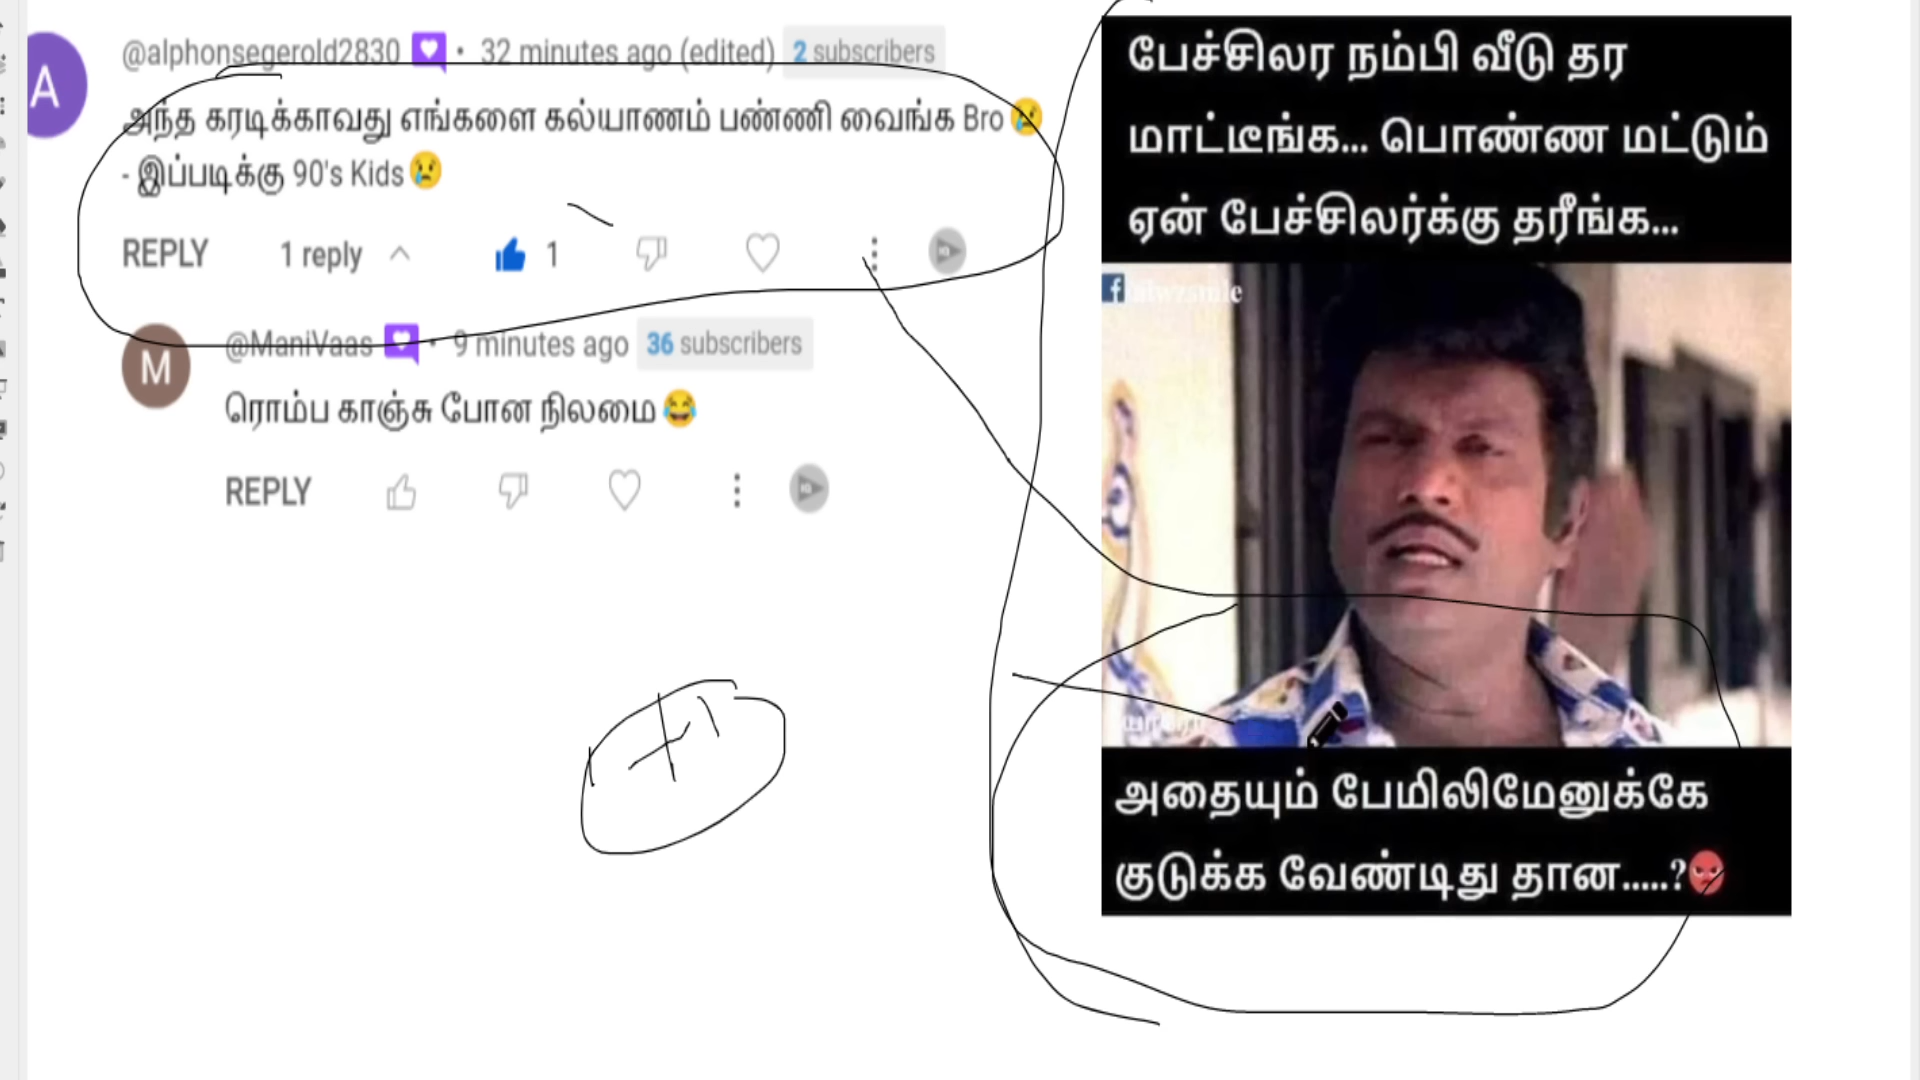 @alphonsegerold2830 • 32 minutes ago (edited) 2 subscribers
A
அந்த கரடிக்காவது எங்களை கல்யாணம் பண்ணி வைங்க Bro😢
- இப்படிக்கு 90's Kids😢
REPLY 1 reply 1
@ManiVaas • 9 minutes ago 36 subscribers
M
ரொம்ப காஞ்சு போன நிலமை😂
REPLY
பேச்சிலர நம்பி வீடு தர
மாட்டீங்க... பொண்ண மட்டும்
ஏன் பேச்சிலர்க்கு தரீங்க...
f
அதையும் பேமிலிமேனுக்கே
குடுக்க வேண்டிது தான.....?😡